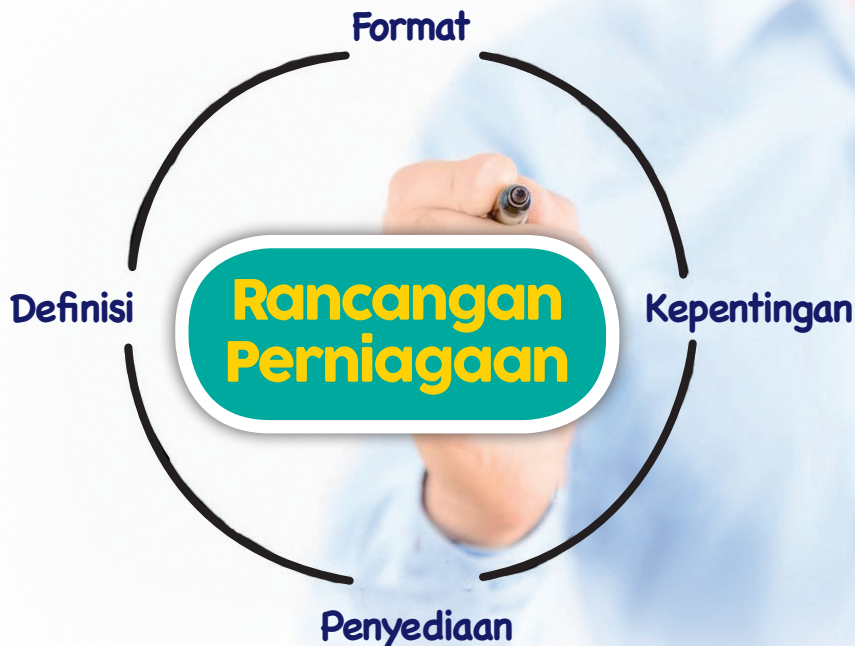 Format
Definisi
Rancangan
Perniagaan
Kepentingan
Penyediaan